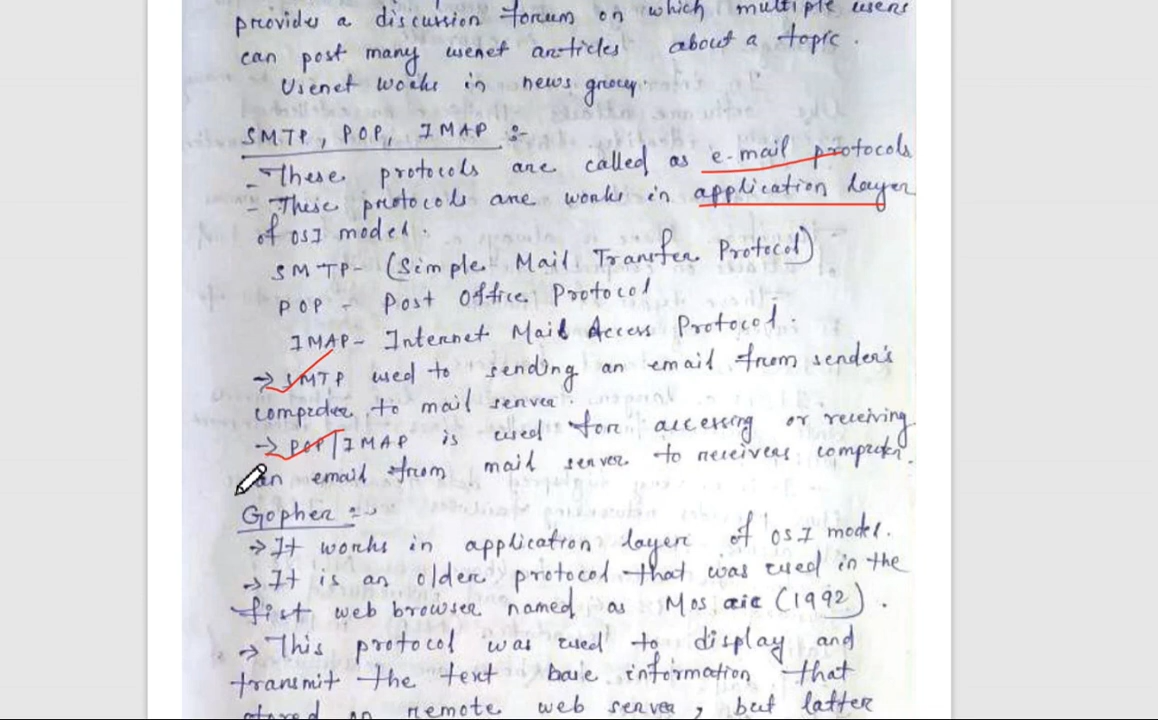 provides a discussion forum on which multiple users
can post many usenet articles about a topic.
Usenet works in news group.
SMTP, POP, IMAP :-
- These protocols are called as e-mail protocols
- These protocols are works in application layer
of OSI model.
SMTP- (Simple Mail Transfer Protocol)
POP - Post Office Protocol
IMAP- Internet Mail Access Protocol.
→ SMTP used to sending an email from sender's
computer to mail server.
→ POP/IMAP is used for accessing or receiving
an email from mail server to receivers computer.
Gopher :-
→ It works in application layer of OSI model.
→ It is an older protocol that was used in the
first web browser named as Mosaic (1992).
→ This protocol was used to display and
transmit the text base information that
stored in remote web server, but latter